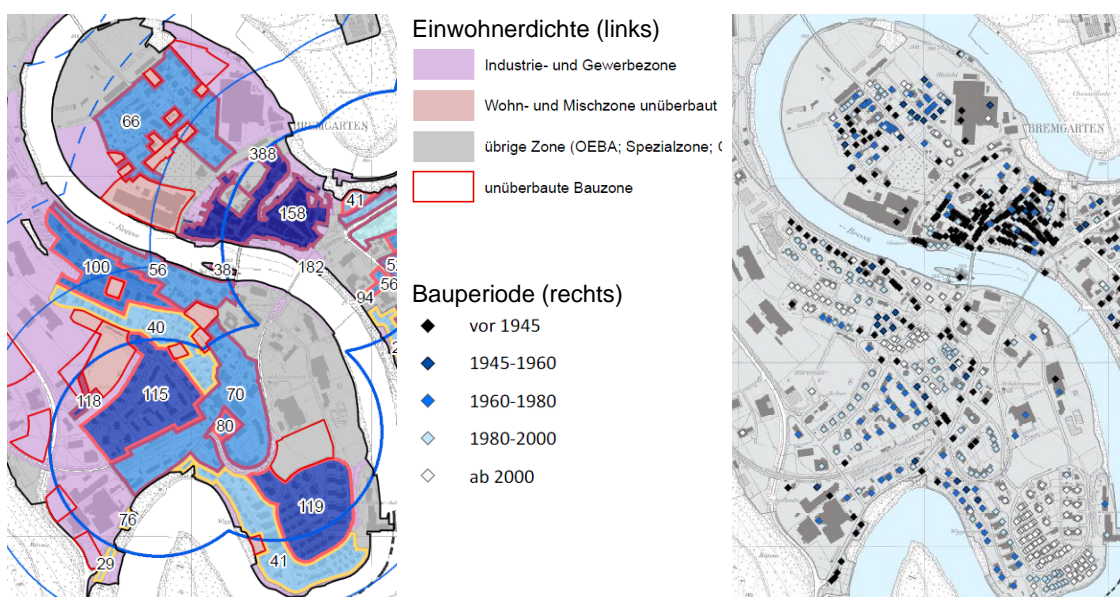 Einwohnerdichte (links)
Industrie- und Gewerbezone
Wohn- und Mischzone unüberbaut
übrige Zone (OEBA; Spezialzone;
unüberbaute Bauzone
Bauperiode (rechts)
vor 1945
1945-1960
1960-1980
1980-2000
ab 2000
66
BREMGARTEN
388
158
41
100
56
38
182
56
94
40
115
118
70
80
119
76
41
29
BREMGARTEN